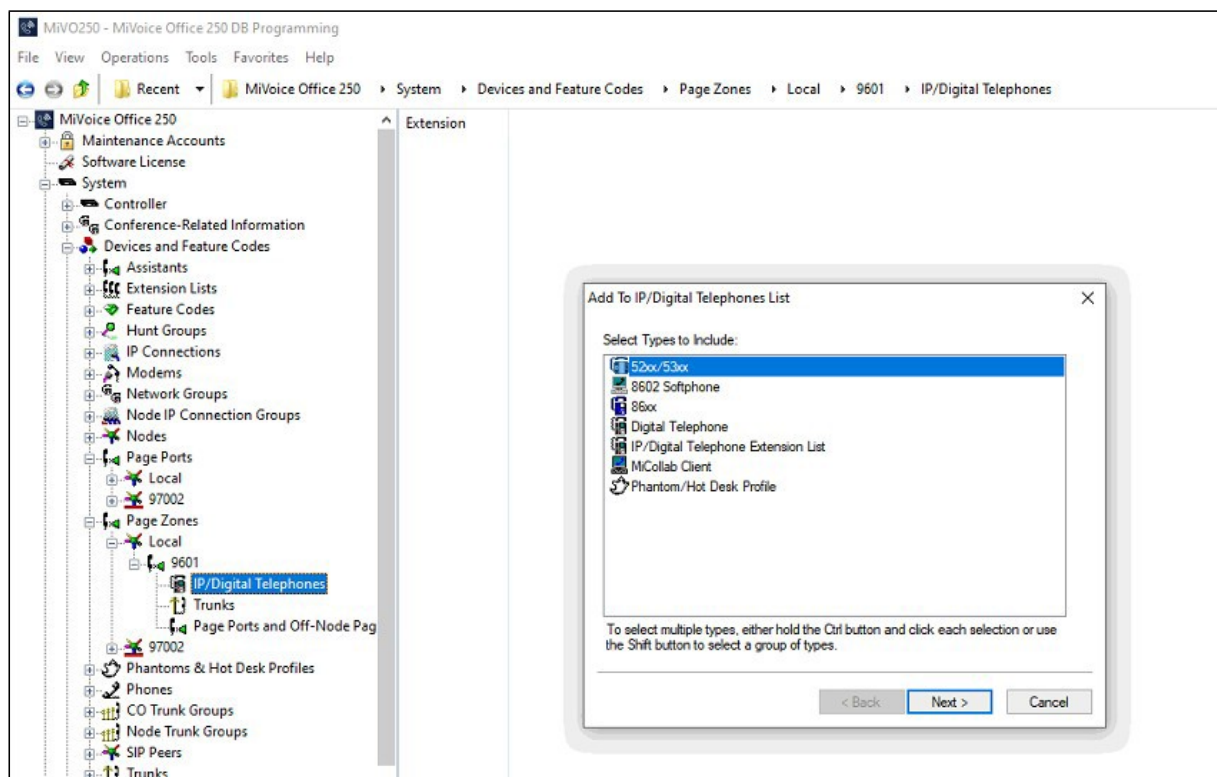 MiVO250 - MiVoice Office 250 DB Programming
File View Operations Tools Favorites Help
Recent MiVoice Office 250 System Devices and Feature Codes Page Zones Local 9601 IP/Digital Telephones
MiVoice Office 250
Maintenance Accounts
Software License
System
Controller
Conference-Related Information
Devices and Feature Codes
Assistants
Extension Lists
Feature Codes
Hunt Groups
IP Connections
Modems
Network Groups
Node IP Connection Groups
Nodes
Page Ports
Local
97002
Page Zones
Local
9601
IP/Digital Telephones
Trunks
Page Ports and Off-Node Pag
97002
Phantoms & Hot Desk Profiles
Phones
CO Trunk Groups
Node Trunk Groups
SIP Peers
Trunks
Extension
Add To IP/Digital Telephones List
Select Types to Include:
52xx/53xx
8602 Softphone
86xx
Digital Telephone
IP/Digital Telephone Extension List
MiCollab Client
Phantom/Hot Desk Profile
To select multiple types, either hold the Ctrl button and click each selection or use
the Shift button to select a group of types.
< Back Next > Cancel